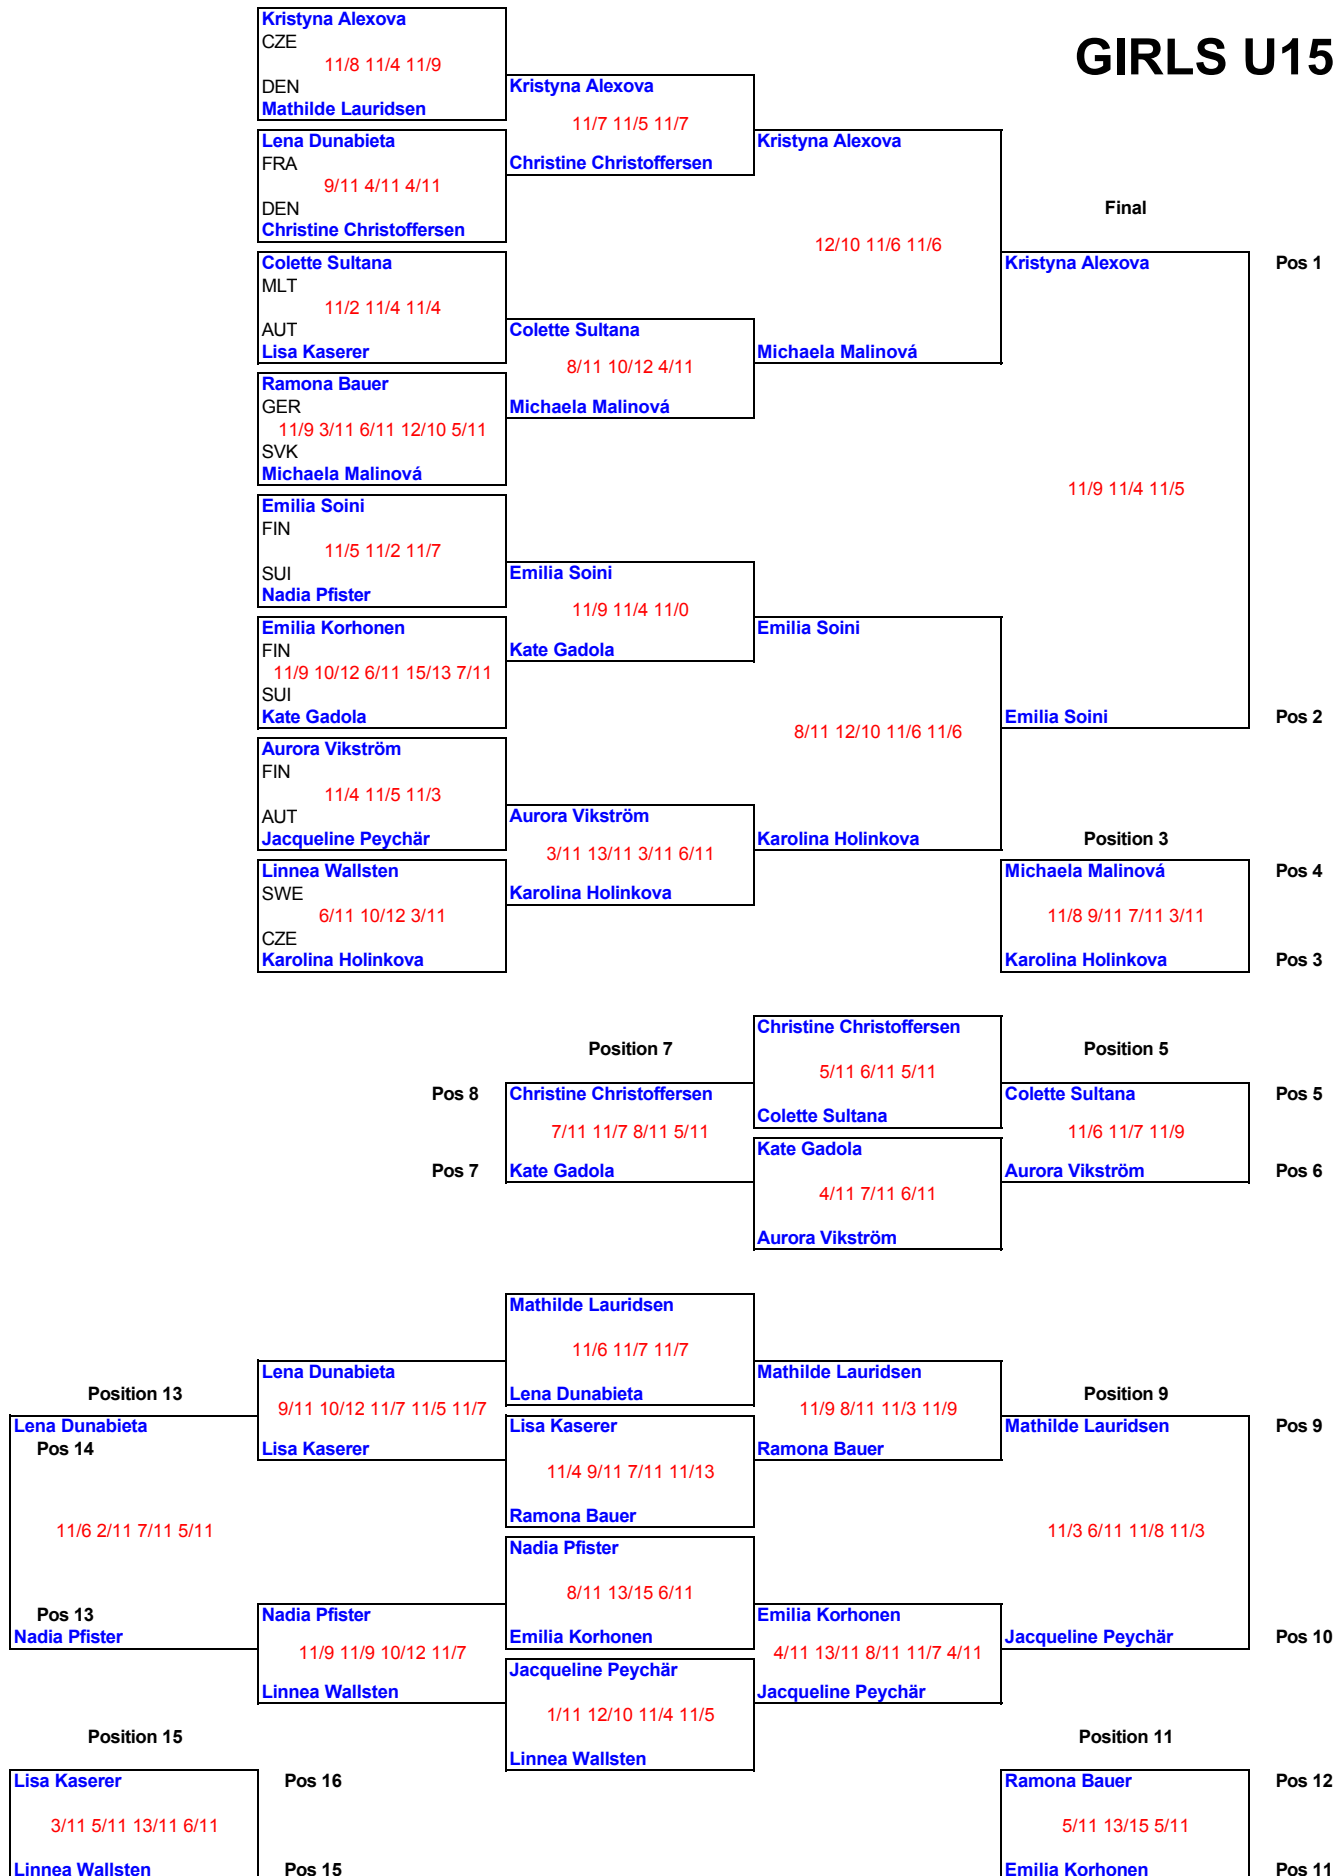 GIRLS U15
Kristyna Alexova
CZE
11/8 11/4 11/9
DEN
Mathilde Lauridsen
Lena Dunabieta
FRA
9/11 4/11 4/11
DEN
Christine Christoffersen
Colette Sultana
MLT
11/2 11/4 11/4
AUT
Lisa Kaserer
Ramona Bauer
GER
11/9 3/11 6/11 12/10 5/11
SVK
Michaela Malinová
Emilia Soini
FIN
11/5 11/2 11/7
SUI
Nadia Pfister
Emilia Korhonen
FIN
11/9 10/12 6/11 15/13 7/11
SUI
Kate Gadola
Aurora Vikström
FIN
11/4 11/5 11/3
AUT
Jacqueline Peychär
Linnea Wallsten
SWE
6/11 10/12 3/11
CZE
Karolina Holinkova
Kristyna Alexova
11/7 11/5 11/7
Christine Christoffersen
Colette Sultana
8/11 10/12 4/11
Michaela Malinová
Emilia Soini
11/9 11/4 11/0
Kate Gadola
Aurora Vikström
3/11 13/11 3/11 6/11
Karolina Holinkova
Kristyna Alexova
12/10 11/6 11/6
Michaela Malinová
Emilia Soini
8/11 12/10 11/6 11/6
Karolina Holinkova
Final
Kristyna Alexova Pos 1
11/9 11/4 11/5
Emilia Soini Pos 2
Position 3
Michaela Malinová Pos 4
11/8 9/11 7/11 3/11
Karolina Holinkova Pos 3
Position 7
Pos 8 Christine Christoffersen
7/11 11/7 8/11 5/11
Pos 7 Kate Gadola
Christine Christoffersen
5/11 6/11 5/11
Colette Sultana
Kate Gadola
4/11 7/11 6/11
Aurora Vikström
Position 5
Colette Sultana Pos 5
11/6 11/7 11/9
Aurora Vikström Pos 6
Mathilde Lauridsen
11/6 11/7 11/7
Lena Dunabieta
Lisa Kaserer
11/4 9/11 7/11 11/13
Ramona Bauer
Nadia Pfister
8/11 13/15 6/11
Emilia Korhonen
Jacqueline Peychär
1/11 12/10 11/4 11/5
Linnea Wallsten
Lena Dunabieta
9/11 10/12 11/7 11/5 11/7
Lisa Kaserer
Nadia Pfister
11/9 11/9 10/12 11/7
Linnea Wallsten
Position 13
Lena Dunabieta
Pos 14
11/6 2/11 7/11 5/11
Pos 13
Nadia Pfister
Position 15
Lisa Kaserer Pos 16
3/11 5/11 13/11 6/11
Linnea Wallsten Pos 15
Mathilde Lauridsen
11/9 8/11 11/3 11/9
Ramona Bauer
Emilia Korhonen
4/11 13/11 8/11 11/7 4/11
Jacqueline Peychär
Position 9
Mathilde Lauridsen Pos 9
11/3 6/11 11/8 11/3
Jacqueline Peychär Pos 10
Position 11
Ramona Bauer Pos 12
5/11 13/15 5/11
Emilia Korhonen Pos 11